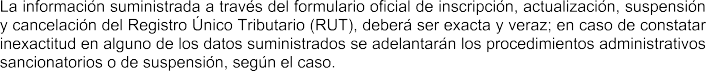 La información suministrada a través del formulario oficial de inscripción, actualización, suspensión
y cancelación del Registro Único Tributario (RUT), deberá ser exacta y veraz; en caso de constatar
inexactitud en alguno de los datos suministrados se adelantarán los procedimientos administrativos
sancionatorios o de suspensión, según el caso.